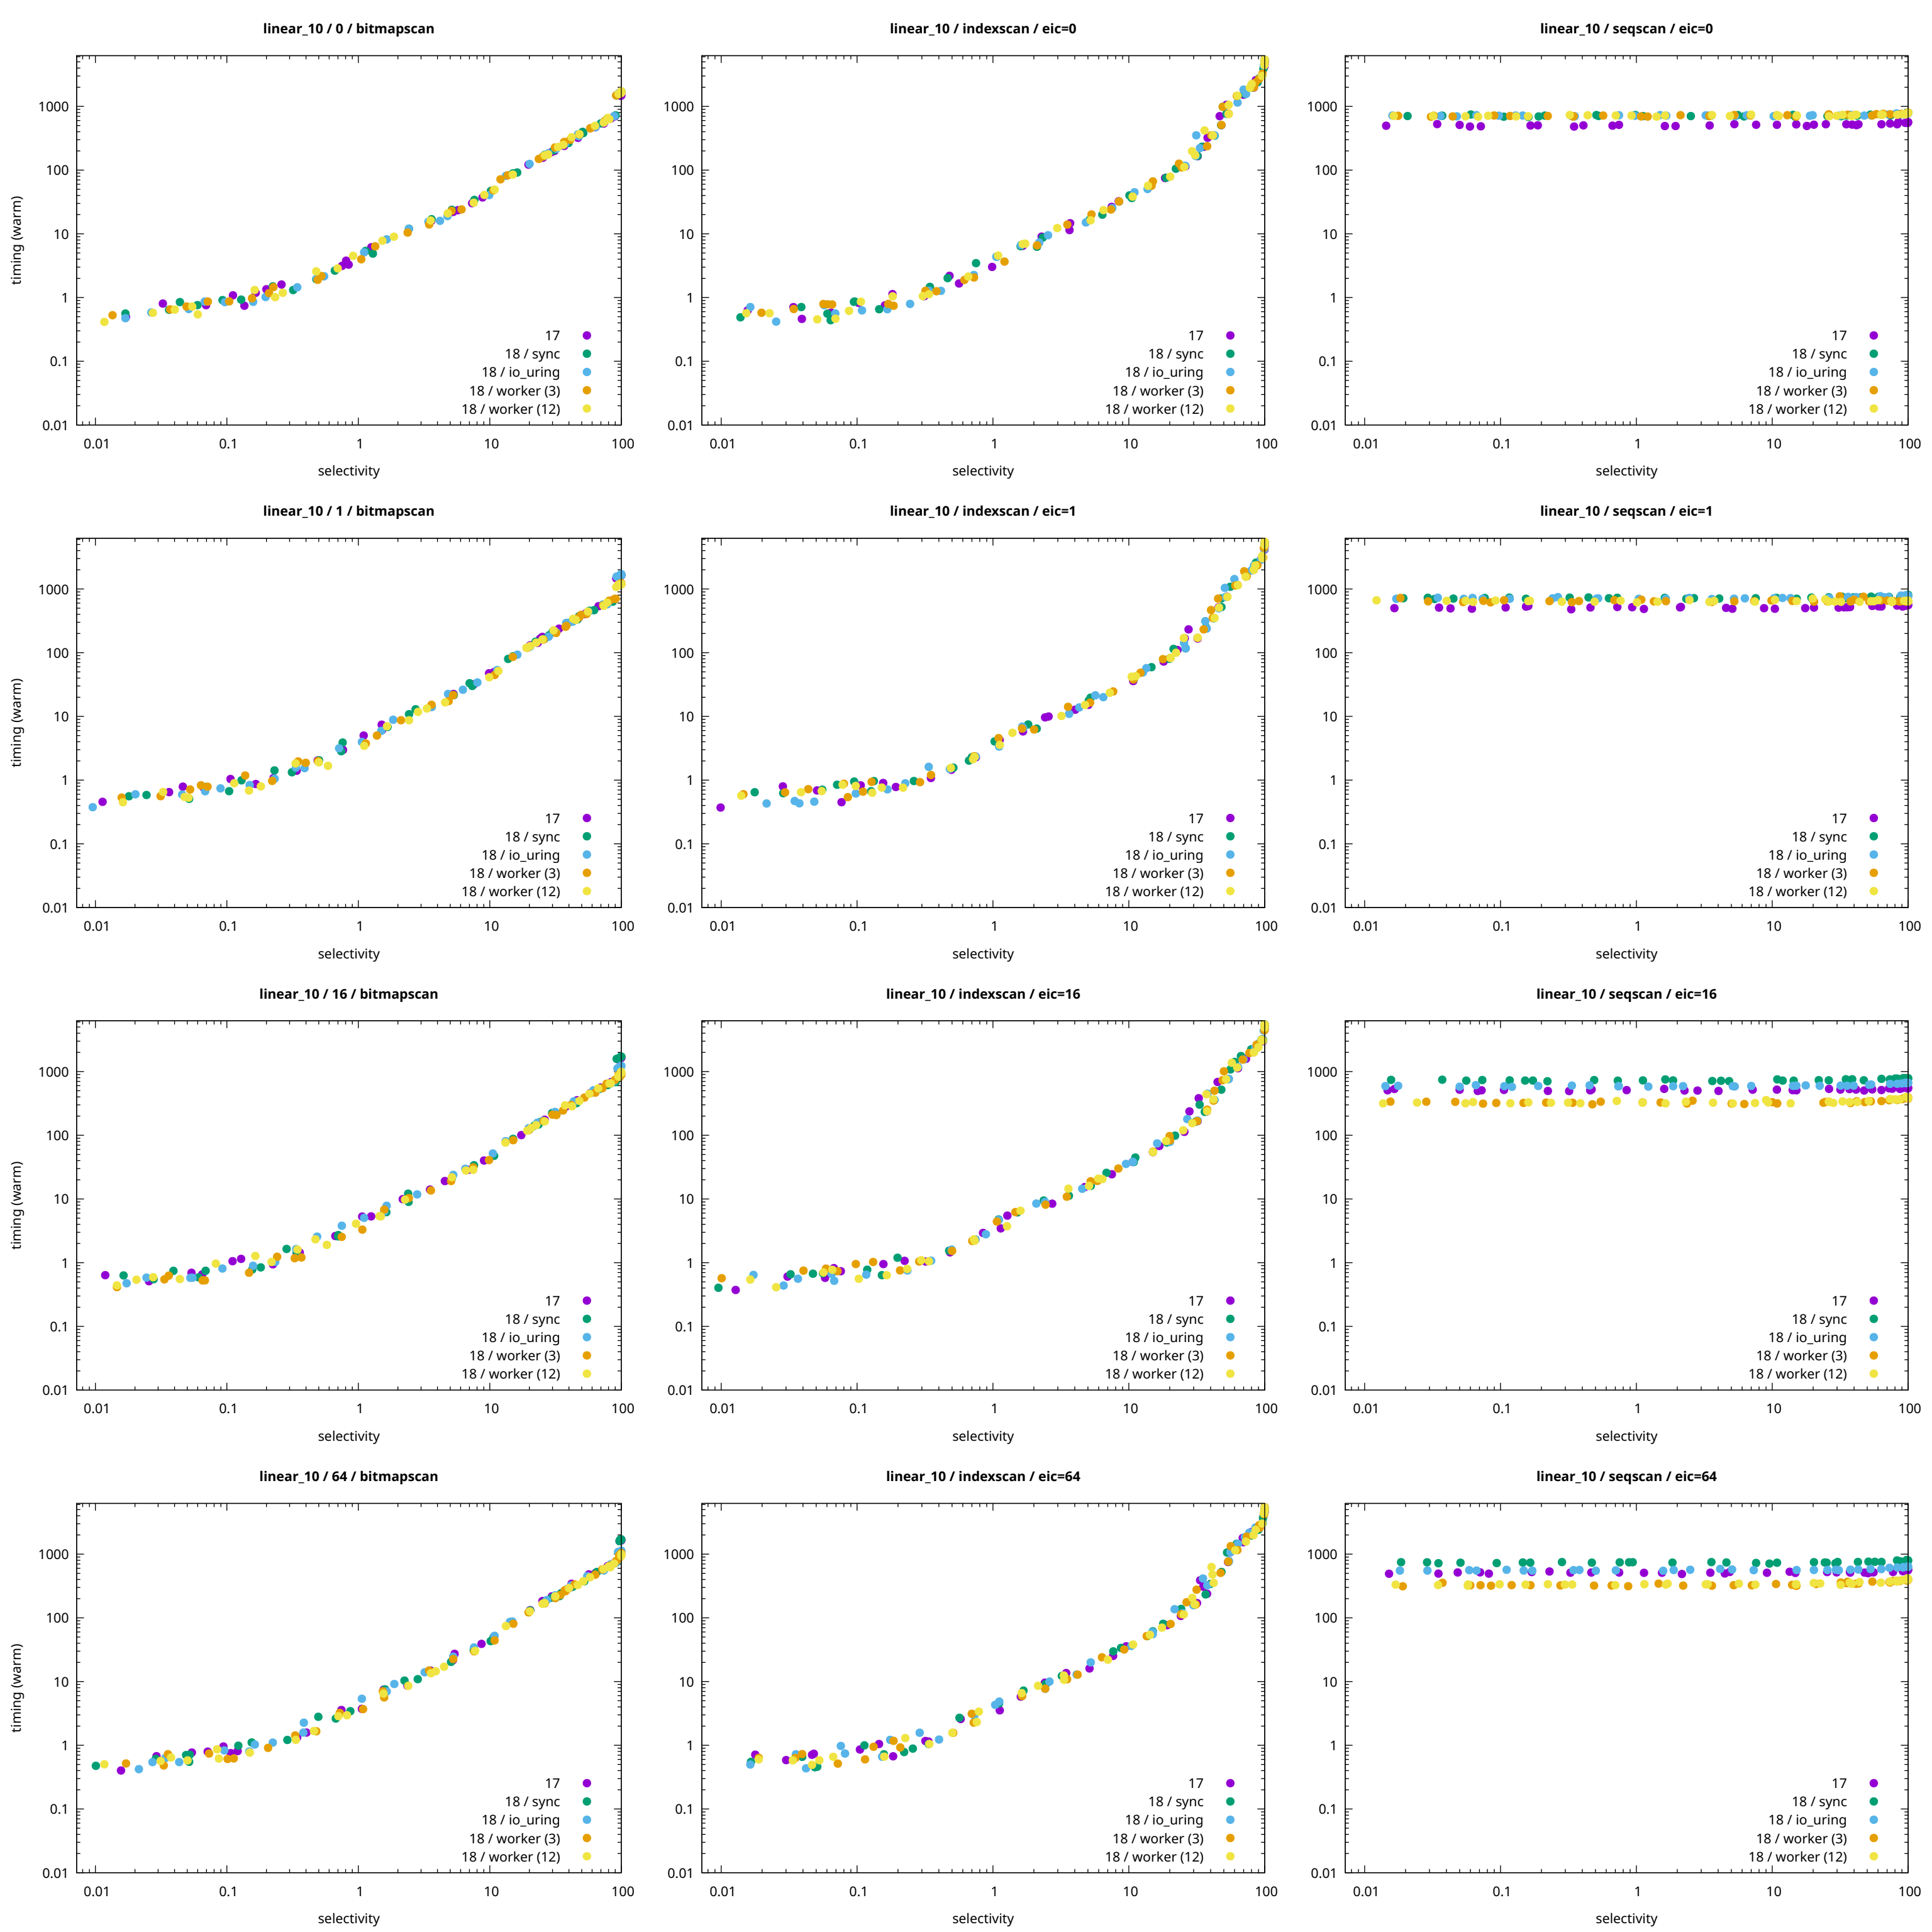 linear_10 / 0 / bitmapscan
timing (warm)
1000
100
10
1
0.1
0.01
17
18 / sync
18 / io_uring
18 / worker (3)
18 / worker (12)
0.01 0.1 1 10 100
selectivity
linear_10 / indexscan / eic=0
1000
100
10
1
0.1
0.01
17
18 / sync
18 / io_uring
18 / worker (3)
18 / worker (12)
0.01 0.1 1 10 100
selectivity
linear_10 / seqscan / eic=0
1000
100
10
1
0.1
0.01
17
18 / sync
18 / io_uring
18 / worker (3)
18 / worker (12)
0.01 0.1 1 10 100
selectivity
linear_10 / 1 / bitmapscan
timing (warm)
1000
100
10
1
0.1
0.01
17
18 / sync
18 / io_uring
18 / worker (3)
18 / worker (12)
0.01 0.1 1 10 100
selectivity
linear_10 / indexscan / eic=1
1000
100
10
1
0.1
0.01
17
18 / sync
18 / io_uring
18 / worker (3)
18 / worker (12)
0.01 0.1 1 10 100
selectivity
linear_10 / seqscan / eic=1
1000
100
10
1
0.1
0.01
17
18 / sync
18 / io_uring
18 / worker (3)
18 / worker (12)
0.01 0.1 1 10 100
selectivity
linear_10 / 16 / bitmapscan
timing (warm)
1000
100
10
1
0.1
0.01
17
18 / sync
18 / io_uring
18 / worker (3)
18 / worker (12)
0.01 0.1 1 10 100
selectivity
linear_10 / indexscan / eic=16
1000
100
10
1
0.1
0.01
17
18 / sync
18 / io_uring
18 / worker (3)
18 / worker (12)
0.01 0.1 1 10 100
selectivity
linear_10 / seqscan / eic=16
1000
100
10
1
0.1
0.01
17
18 / sync
18 / io_uring
18 / worker (3)
18 / worker (12)
0.01 0.1 1 10 100
selectivity
linear_10 / 64 / bitmapscan
timing (warm)
1000
100
10
1
0.1
0.01
17
18 / sync
18 / io_uring
18 / worker (3)
18 / worker (12)
0.01 0.1 1 10 100
selectivity
linear_10 / indexscan / eic=64
1000
100
10
1
0.1
0.01
17
18 / sync
18 / io_uring
18 / worker (3)
18 / worker (12)
0.01 0.1 1 10 100
selectivity
linear_10 / seqscan / eic=64
1000
100
10
1
0.1
0.01
17
18 / sync
18 / io_uring
18 / worker (3)
18 / worker (12)
0.01 0.1 1 10 100
selectivity